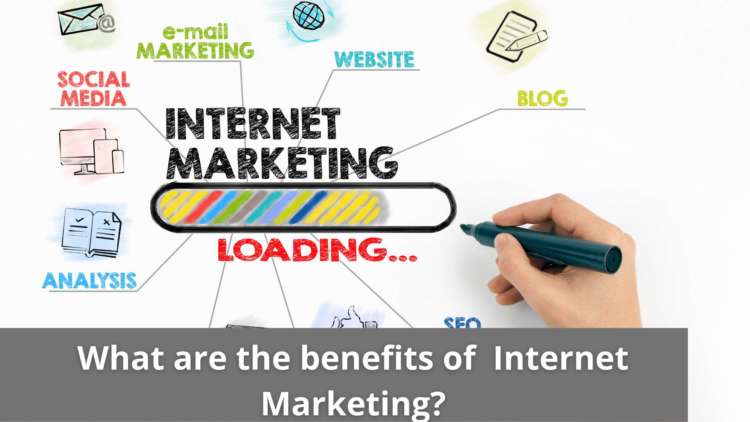 e-mail
MARKETING
WEBSITE
SOCIAL
MEDIA
BLOG
INTERNET
MARKETING
LOADING...
ANALYSIS
SEO
What are the benefits of Internet
Marketing?